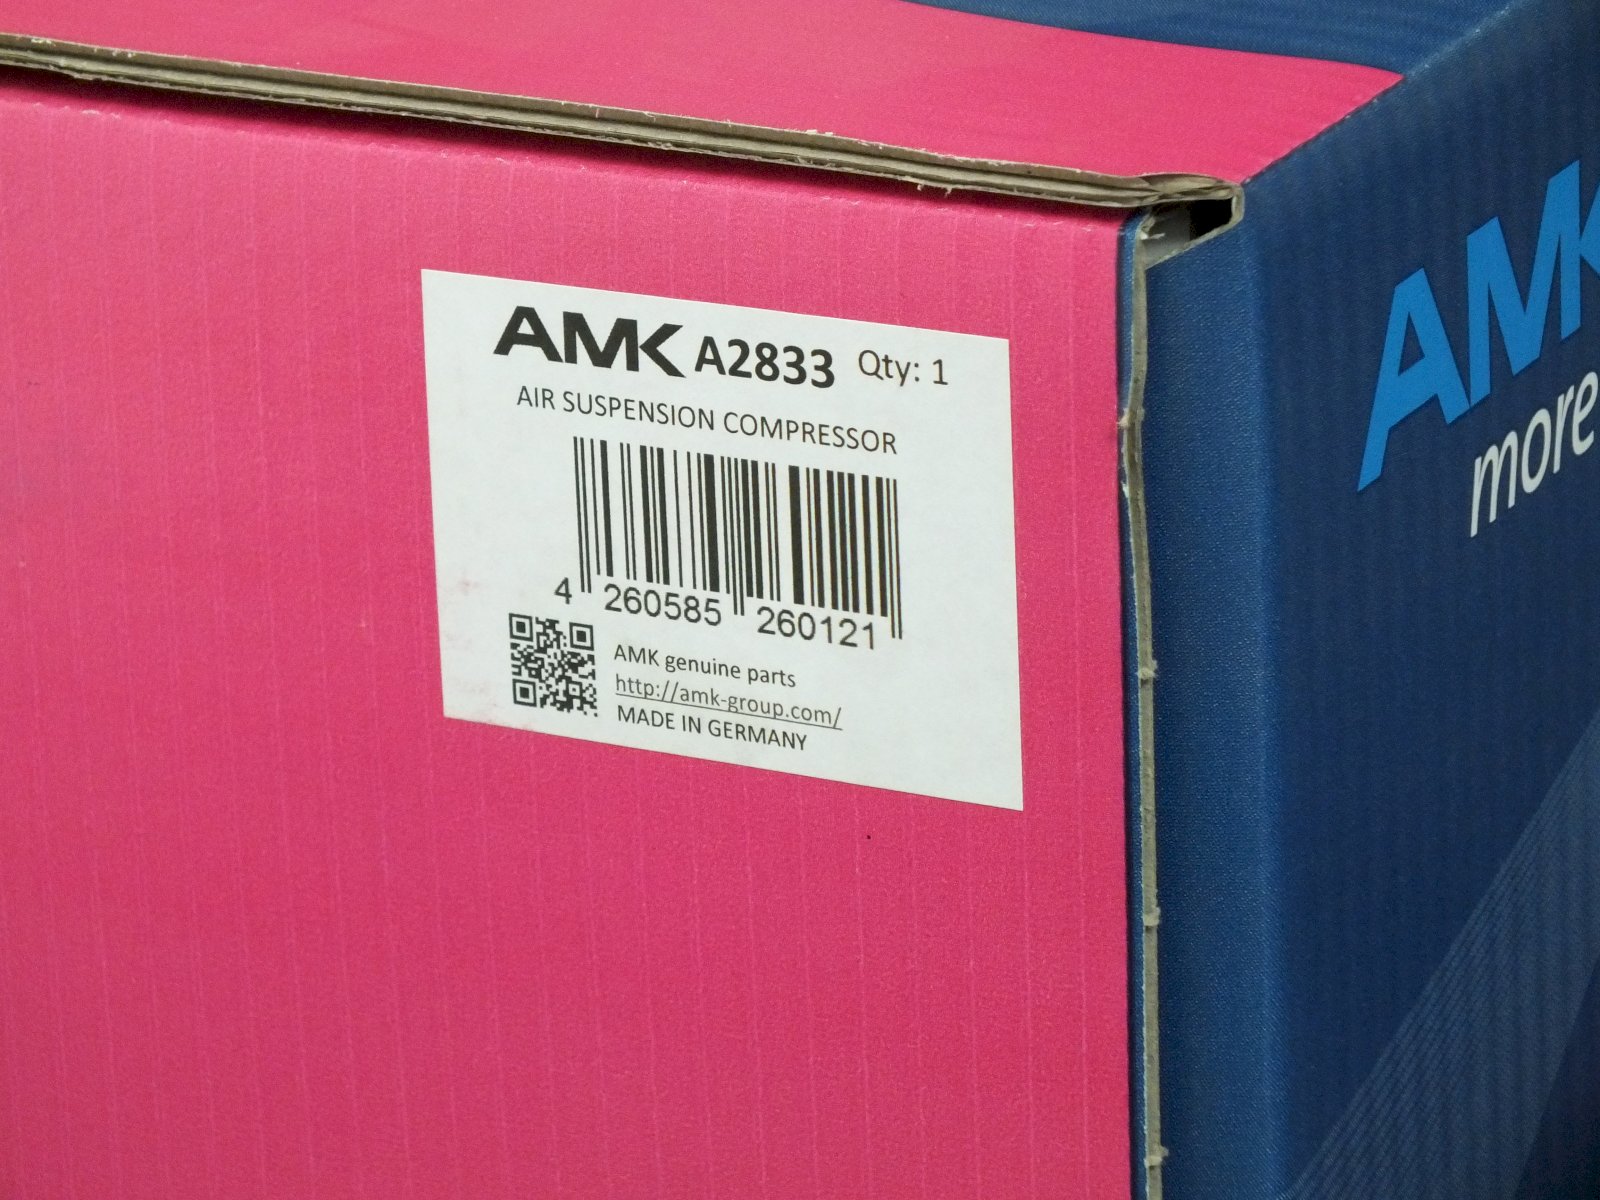 AMK A2833 Qty: 1
AIR SUSPENSION COMPRESSOR
4 260585 260121
AMK genuine parts
http://amk-group.com/
MADE IN GERMANY
AMK
more